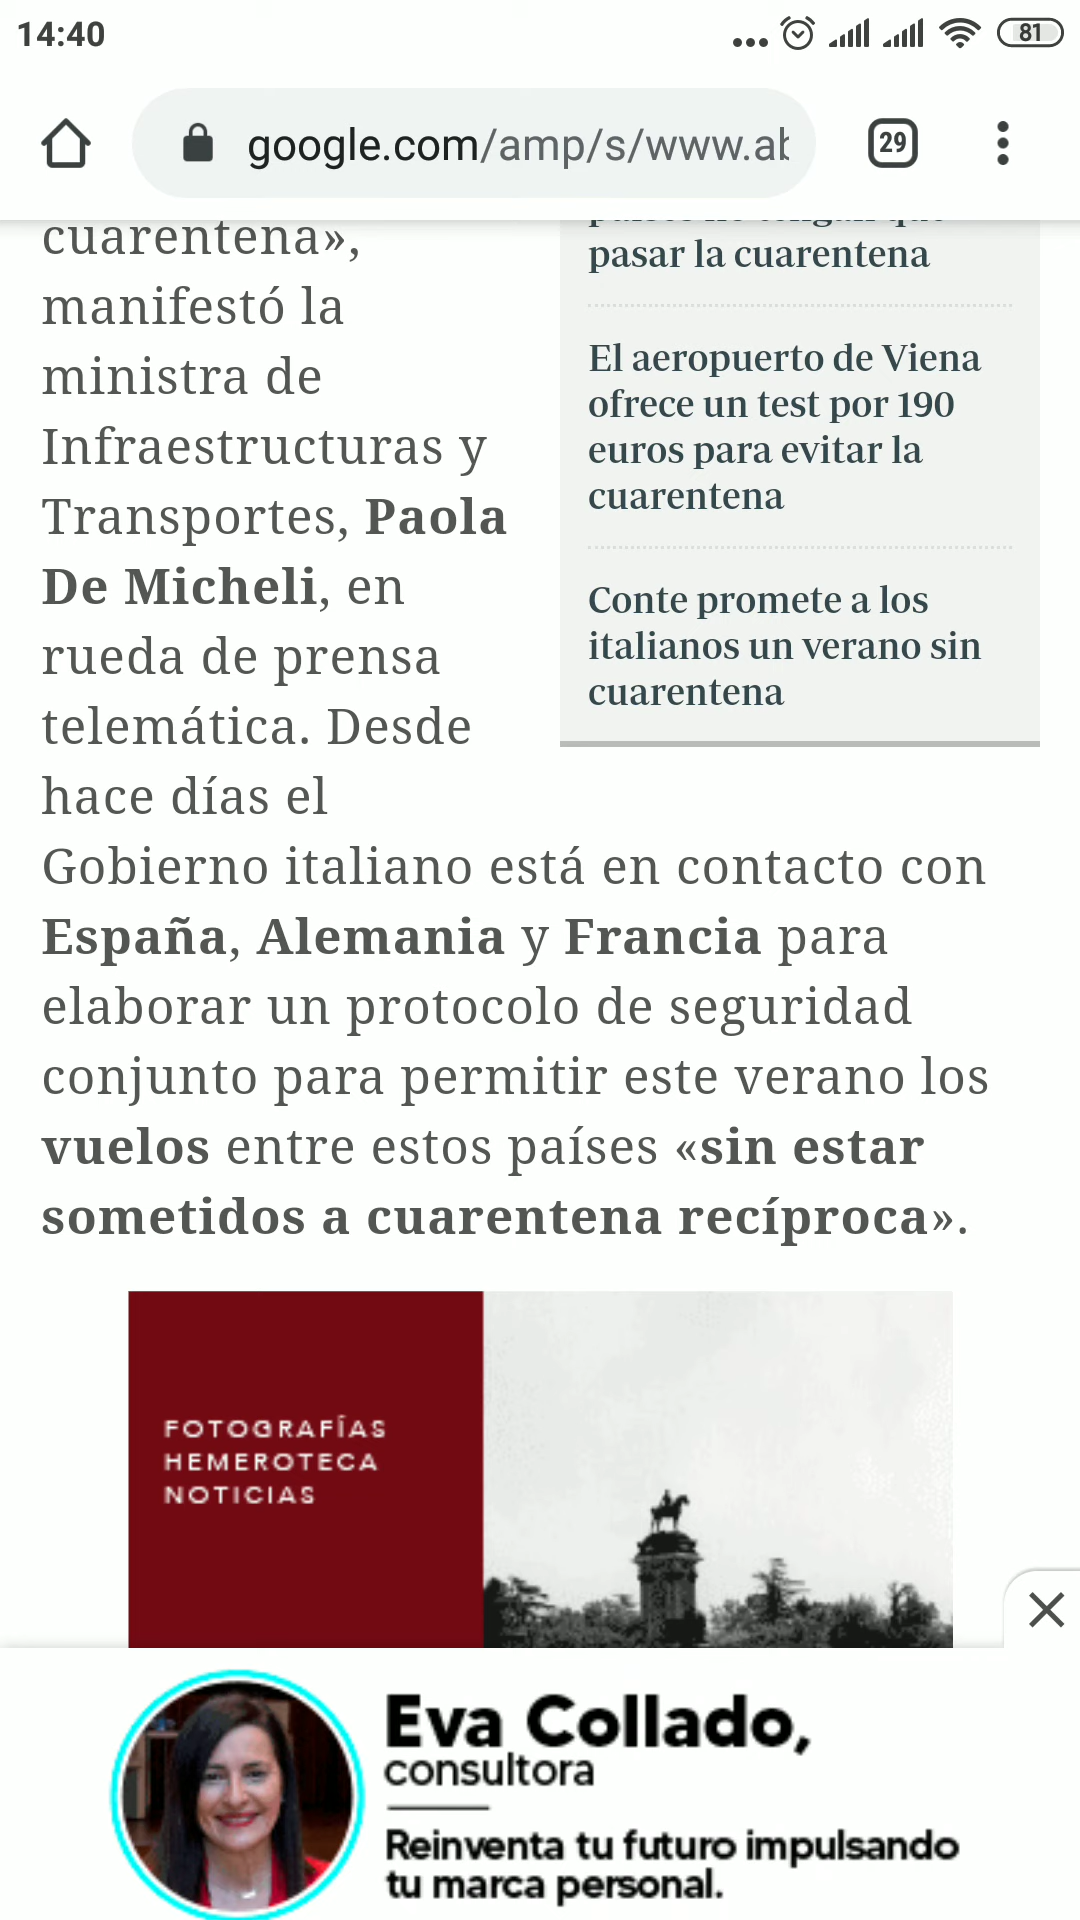 14:40
81
google.com/amp/s/www.ab
29
cuarentena»,
manifestó la
ministra de
Infraestructuras y
Transportes, Paola
De Micheli, en
rueda de prensa
telemática. Desde
hace días el
Gobierno italiano está en contacto con
España, Alemania y Francia para
elaborar un protocolo de seguridad
conjunto para permitir este verano los
vuelos entre estos países «sin estar
sometidos a cuarentena recíproca».
pasar la cuarentena
El aeropuerto de Viena
ofrece un test por 190
euros para evitar la
cuarentena
Conte promete a los
italianos un verano sin
cuarentena
FOTOGRAFÍAS
HEMEROTECA
NOTICIAS
Eva Collado,
consultora
Reinventa tu futuro impulsando
tu marca personal.